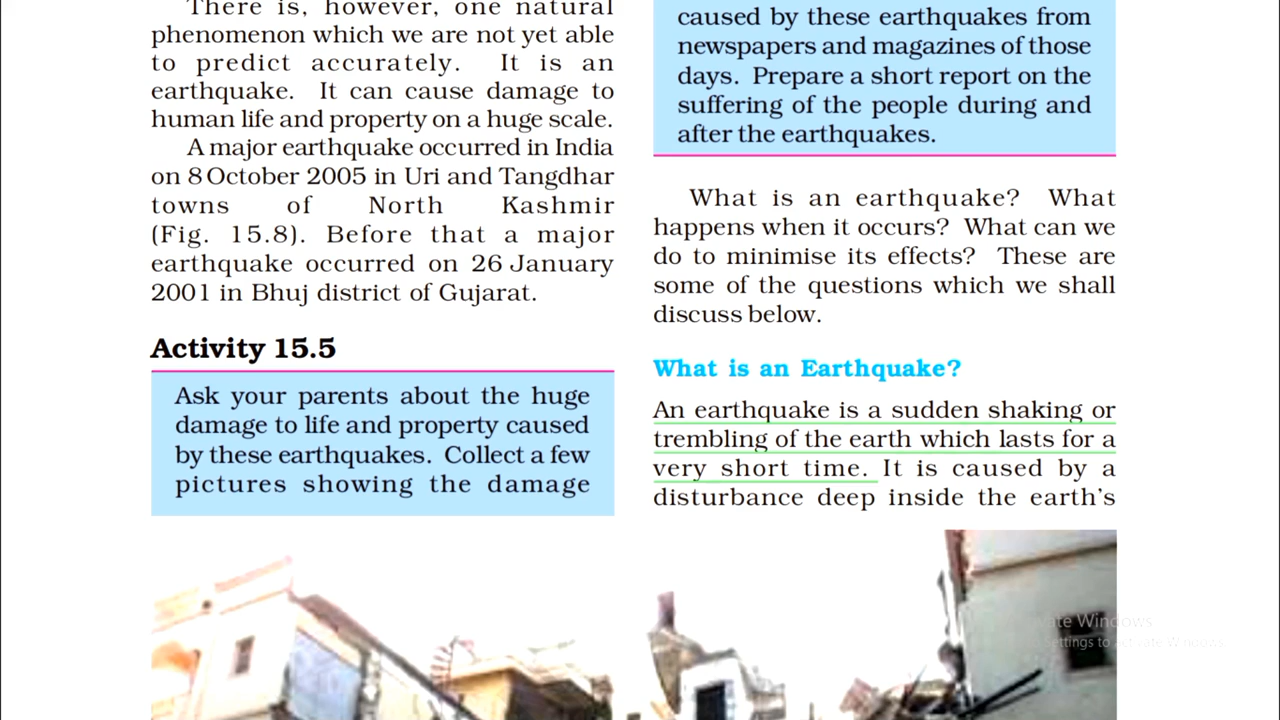 There is, however, one natural
phenomenon which we are not yet able
to predict accurately. It is an
earthquake. It can cause damage to
human life and property on a huge scale.
A major earthquake occurred in India
on 8 October 2005 in Uri and Tangdhar
towns of North Kashmir
(Fig. 15.8). Before that a major
earthquake occurred on 26 January
2001 in Bhuj district of Gujarat.
Activity 15.5
Ask your parents about the huge
damage to life and property caused
by these earthquakes. Collect a few
pictures showing the damage
caused by these earthquakes from
newspapers and magazines of those
days. Prepare a short report on the
suffering of the people during and
after the earthquakes.
What is an earthquake? What
happens when it occurs? What can we
do to minimise its effects? These are
some of the questions which we shall
discuss below.
What is an Earthquake?
An earthquake is a sudden shaking or
trembling of the earth which lasts for a
very short time. It is caused by a
disturbance deep inside the earth's
Windows
Settings to Activate Windows